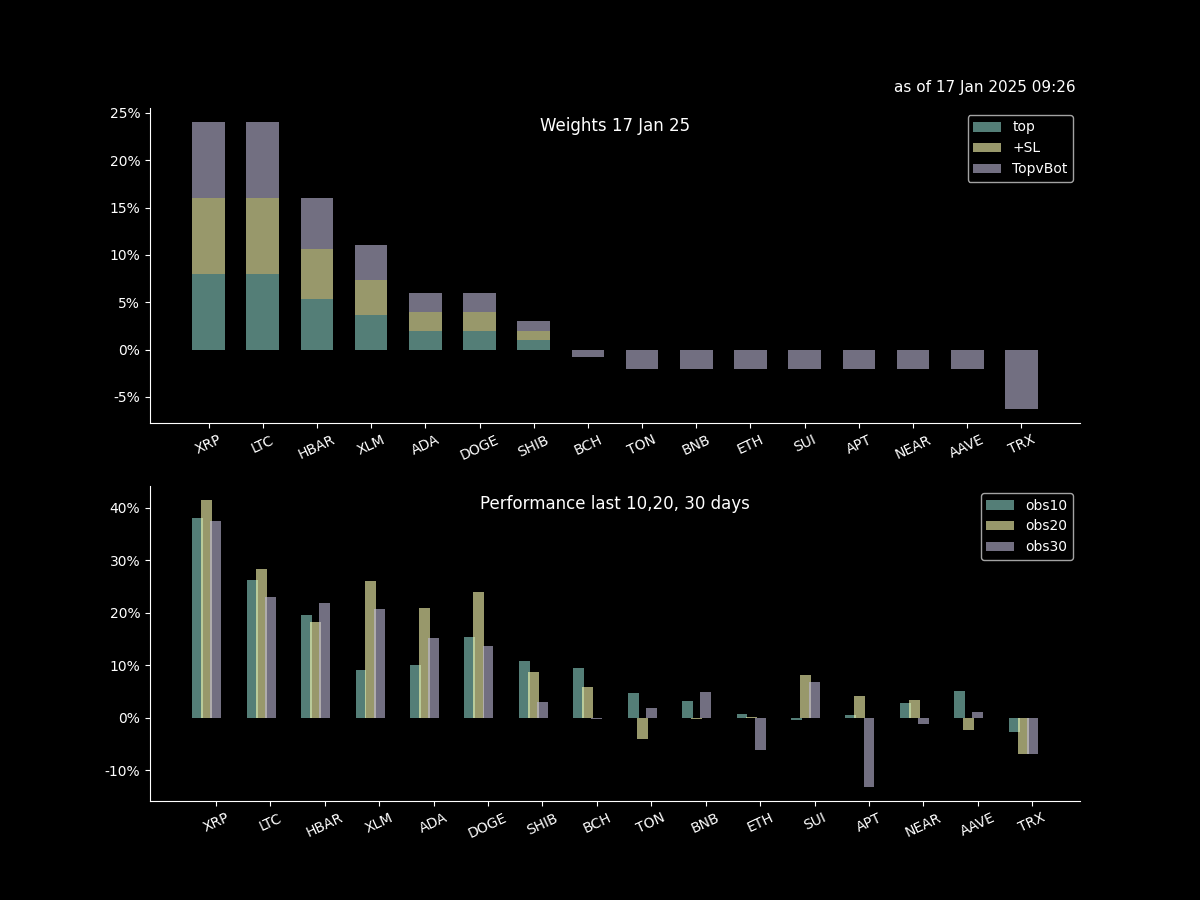 as of 17 Jan 2025 09:26
Weights 17 Jan 25
top
+SL
TopvBot
25%
20%
15%
10%
5%
0%
-5%
XRP LTC HBAR XLM ADA DOGE SHIB BCH TON BNB ETH SUI APT NEAR AAVE TRX
Performance last 10,20, 30 days
obs10
obs20
obs30
40%
30%
20%
10%
0%
-10%
XRP LTC HBAR XLM ADA DOGE SHIB BCH TON BNB ETH SUI APT NEAR AAVE TRX